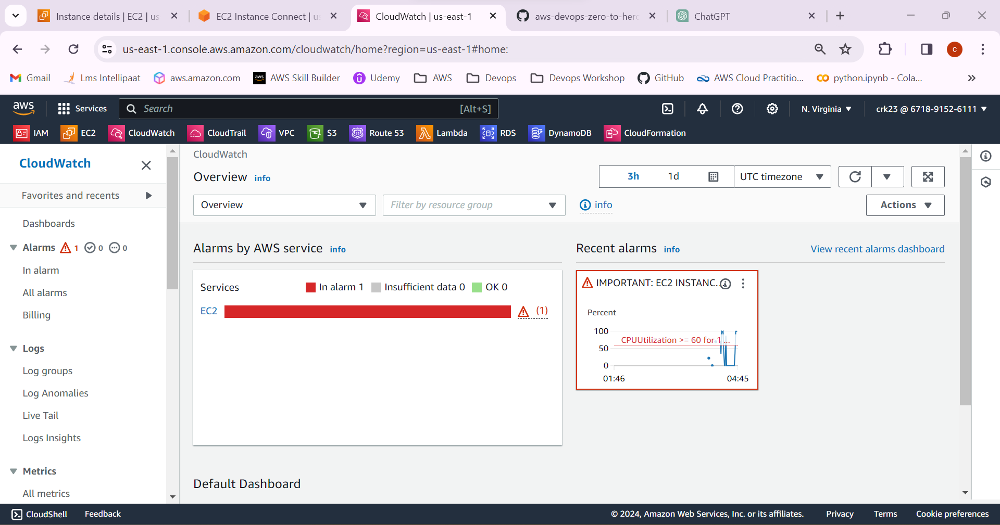 Instance details | EC2 | us
EC2 Instance Connect | us
CloudWatch | us-east-1
aws-devops-zero-to-hero
ChatGPT
us-east-1.console.aws.amazon.com/cloudwatch/home?region=us-east-1#home:
C
Gmail
Lms Intellipaat
aws.amazon.com
aws
AWS Skill Builder
Udemy
AWS
Devops
Devops Workshop
GitHub
AWS Cloud Practitio...
python.ipynb - Cola...
aws
Services
Search
[Alt+S]
N. Virginia
crk23 @ 6718-9152-6111
IAM
EC2
CloudWatch
CloudTrail
VPC
S3
Route 53
Lambda
RDS
DynamoDB
CloudFormation
CloudWatch
Favorites and recents
Dashboards
Alarms 1 0 0
In alarm
All alarms
Billing
Logs
Log groups
Log Anomalies
Live Tail
Logs Insights
Metrics
All metrics
CloudWatch
Overview info
3h
1d
UTC timezone
Overview
Filter by resource group
info
Actions
Alarms by AWS service info
Services
In alarm 1
Insufficient data 0
OK 0
EC2
(1)
Recent alarms info
View recent alarms dashboard
IMPORTANT: EC2 INSTANC...
Percent
100
CPUUtilization >= 60 for 1 ...
50
0
01:46
04:45
Default Dashboard
CloudShell
Feedback
© 2024, Amazon Web Services, Inc. or its affiliates.
Privacy
Terms
Cookie preferences